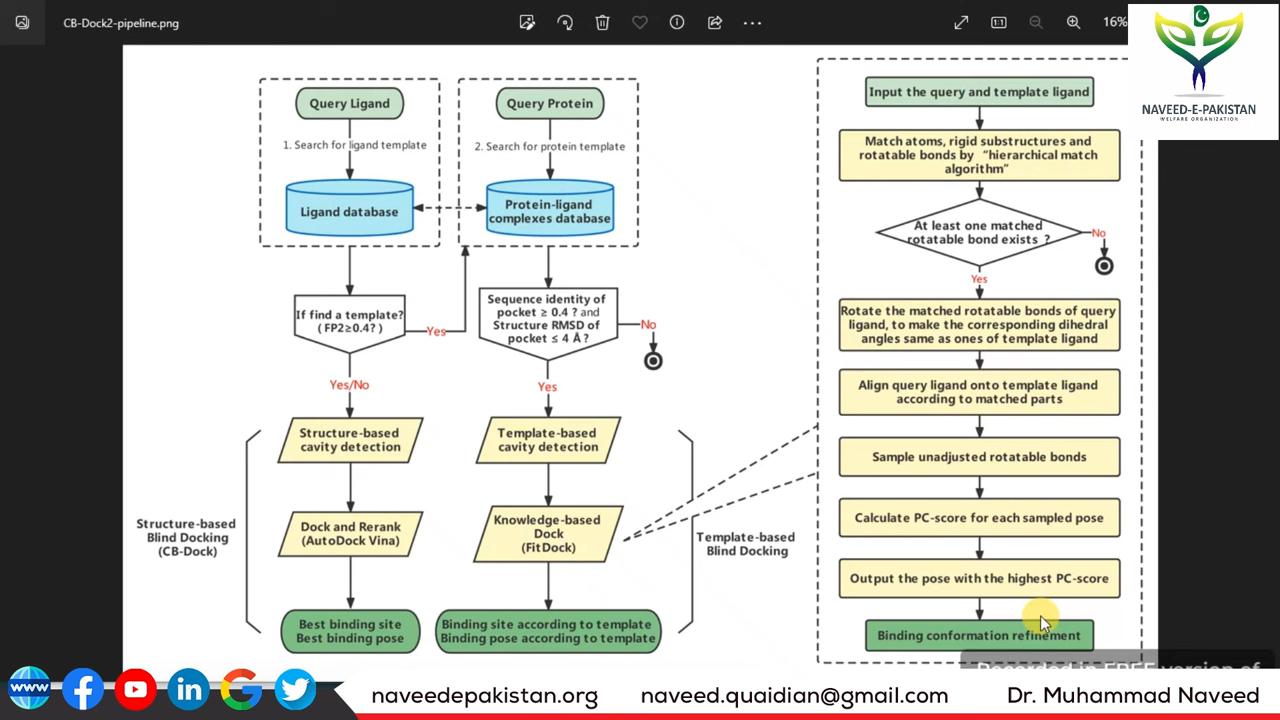 CB-Dock2-pipeline.png
16%
NAVEED-E-PAKISTAN
WELFARE ORGANIZATION
Query Ligand
1. Search for ligand template
Ligand database
If find a template?
(FP2≥0.4?)
Yes
Yes/No
Structure-based
cavity detection
Dock and Rerank
(AutoDock Vina)
Best binding site
Best binding pose
Structure-based
Blind Docking
(CB-Dock)
Query Protein
2. Search for protein template
Protein-ligand
complexes database
Sequence identity of
pocket ≥ 0.4 ? and
Structure RMSD of
pocket ≤ 4 Å?
No
Yes
Template-based
cavity detection
Knowledge-based
Dock
(FitDock)
Binding site according to template
Binding pose according to template
Template-based
Blind Docking
Input the query and template ligand
Match atoms, rigid substructures and
rotatable bonds by “hierarchical match
algorithm”
At least one matched
rotatable bond exists ?
No
Yes
Rotate the matched rotatable bonds of query
ligand, to make the corresponding dihedral
angles same as ones of template ligand
Align query ligand onto template ligand
according to matched parts
Sample unadjusted rotatable bonds
Calculate PC-score for each sampled pose
Output the pose with the highest PC-score
Binding conformation refinement
Recorded in FREE version of
www
naveedepakistan.org
naveed.quaidian@gmail.com
Dr. Muhammad Naveed